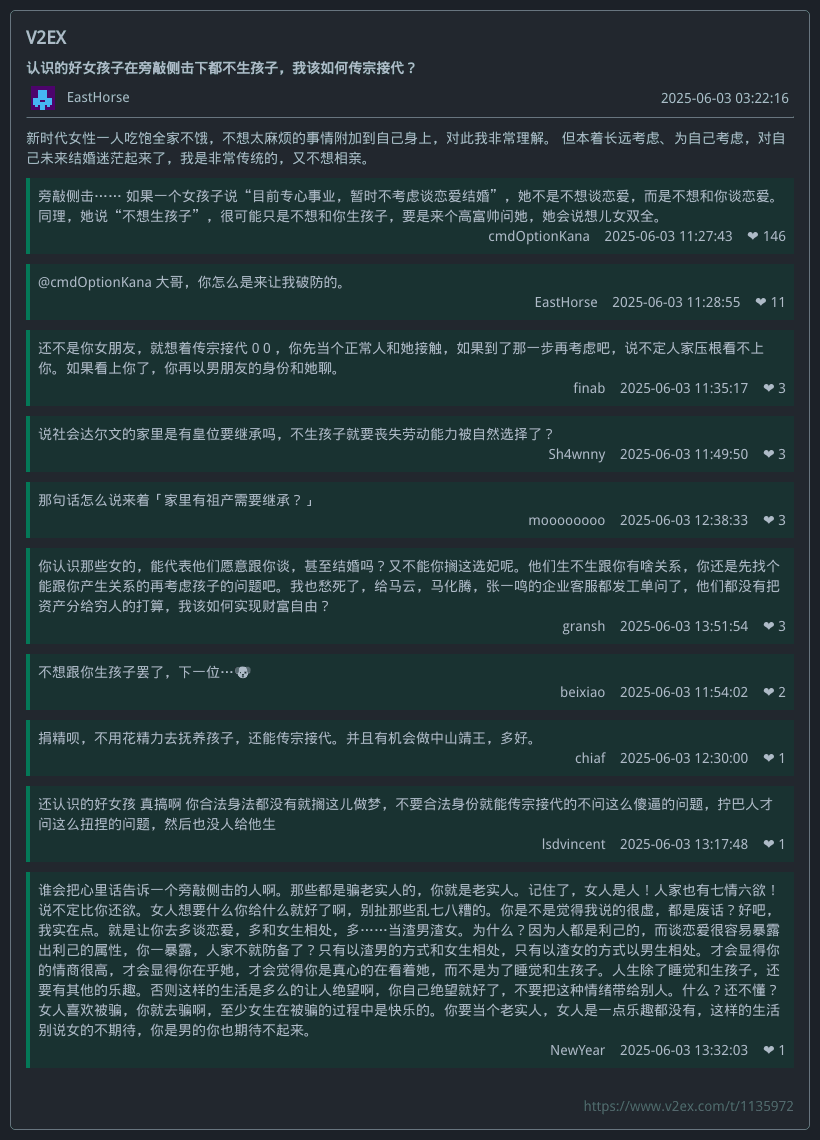 V2EX
认识的好女孩子在旁敲侧击下都不生孩子，我该如何传宗接代？
EastHorse 2025-06-03 03:22:16
新时代女性一人吃饱全家不饿，不想太麻烦的事情附加到自己身上，对此我非常理解。 但本着长远考虑、为自己考虑，对自
己未来结婚迷茫起来了，我是非常传统的，又不想相亲。
旁敲侧击⋯⋯ 如果一个女孩子说“目前专心事业，暂时不考虑谈恋爱结婚”，她不是不想谈恋爱，而是不想和你谈恋爱。
同理，她说“不想生孩子”，很可能只是不想和你生孩子，要是来个高富帅问她，她会说想儿女双全。
cmdOptionKana 2025-06-03 11:27:43 ❤ 146
@cmdOptionKana 大哥，你怎么是来让我破防的。
EastHorse 2025-06-03 11:28:55 ❤ 11
还不是你女朋友，就想着传宗接代 0 0 ，你先当个正常人和她接触，如果到了那一步再考虑吧，说不定人家压根看不上
你。如果看上你了，你再以男朋友的身份和她聊。
finab 2025-06-03 11:35:17 ❤ 3
说社会达尔文的家里是有皇位要继承吗，不生孩子就要丧失劳动能力被自然选择了？
Sh4wnny 2025-06-03 11:49:50 ❤ 3
那句话怎么说来着「家里有祖产需要继承？」
moooooooo 2025-06-03 12:38:33 ❤ 3
你认识那些女的，能代表他们愿意跟你谈，甚至结婚吗？又不能你搁这选妃呢。他们生不生跟你有啥关系，你还是先找个
能跟你产生关系的再考虑孩子的问题吧。我也愁死了，给马云，马化腾，张一鸣的企业客服都发工单问了，他们都没有把
资产分给穷人的打算，我该如何实现财富自由？
gransh 2025-06-03 13:51:54 ❤ 3
不想跟你生孩子罢了，下一位⋯🐶
beixiao 2025-06-03 11:54:02 ❤ 2
捐精呗，不用花精力去抚养孩子，还能传宗接代。并且有机会做中山靖王，多好。
chiaf 2025-06-03 12:30:00 ❤ 1
还认识的好女孩 真搞啊 你合法身法都没有就搁这儿做梦，不要合法身份就能传宗接代的不问这么傻逼的问题，拧巴人才
问这么扭捏的问题，然后也没人给他生
lsdvincent 2025-06-03 13:17:48 ❤ 1
谁会把心里话告诉一个旁敲侧击的人啊。那些都是骗老实人的，你就是老实人。记住了，女人是人！人家也有七情六欲！
说不定比你还欲。女人想要什么你给什么就好了啊，别扯那些乱七八糟的。你是不是觉得我说的很虚，都是废话？好吧，
我实在点。就是让你去多谈恋爱，多和女生相处，多⋯⋯当渣男渣女。为什么？因为人都是利己的，而谈恋爱很容易暴露
出利己的属性，你一暴露，人家不就防备了？只有以渣男的方式和女生相处，只有以渣女的方式以男生相处。才会显得你
的情商很高，才会显得你在乎她，才会觉得你是真心的在看着她，而不是为了睡觉和生孩子。人生除了睡觉和生孩子，还
要有其他的乐趣。否则这样的生活是多么的让人绝望啊，你自己绝望就好了，不要把这种情绪带给别人。什么？还不懂？
女人喜欢被骗，你就去骗啊，至少女生在被骗的过程中是快乐的。你要当个老实人，女人是一点乐趣都没有，这样的生活
别说女的不期待，你是男的你也期待不起来。
NewYear 2025-06-03 13:32:03 ❤ 1
https://www.v2ex.com/t/1135972